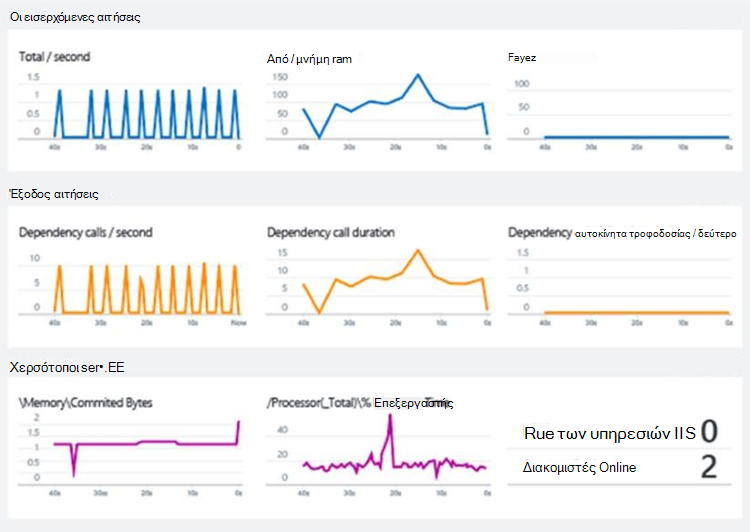 Οι εισερχόμενες αιτήσεις
Total / second
1.5
1
0.5
0
40s 30s 20s 10s 0
Από / μνήμη ram
150
100
50
0
40s 30s 20s 10s 0s
Fayez
100
50
0
40s 30s 20s 10s 0s
Έξοδος αιτήσεις
Dependency calls / second
10
5
0
40s 30s 20s 10s Now
Dependency call duration
15
10
5
0
40s 30s 20s 10s 0s
Dependency αυτοκίνητα τροφοδοσίας / δεύτερο
1.5
1
0.5
0
40s 30s 20s 10s 0s
Χερσότοποι ser•.EE
\Memory\Commited Bytes
2
1.5
1
0.5
0
40s 30s 20s 10s 0s
/Processor(_Total)\% Επεξεργαστής
40
20
0
40s 30s 20s 10s 0s
Rue των υπηρεσιών IIS 0
Διακομιστές Online 2